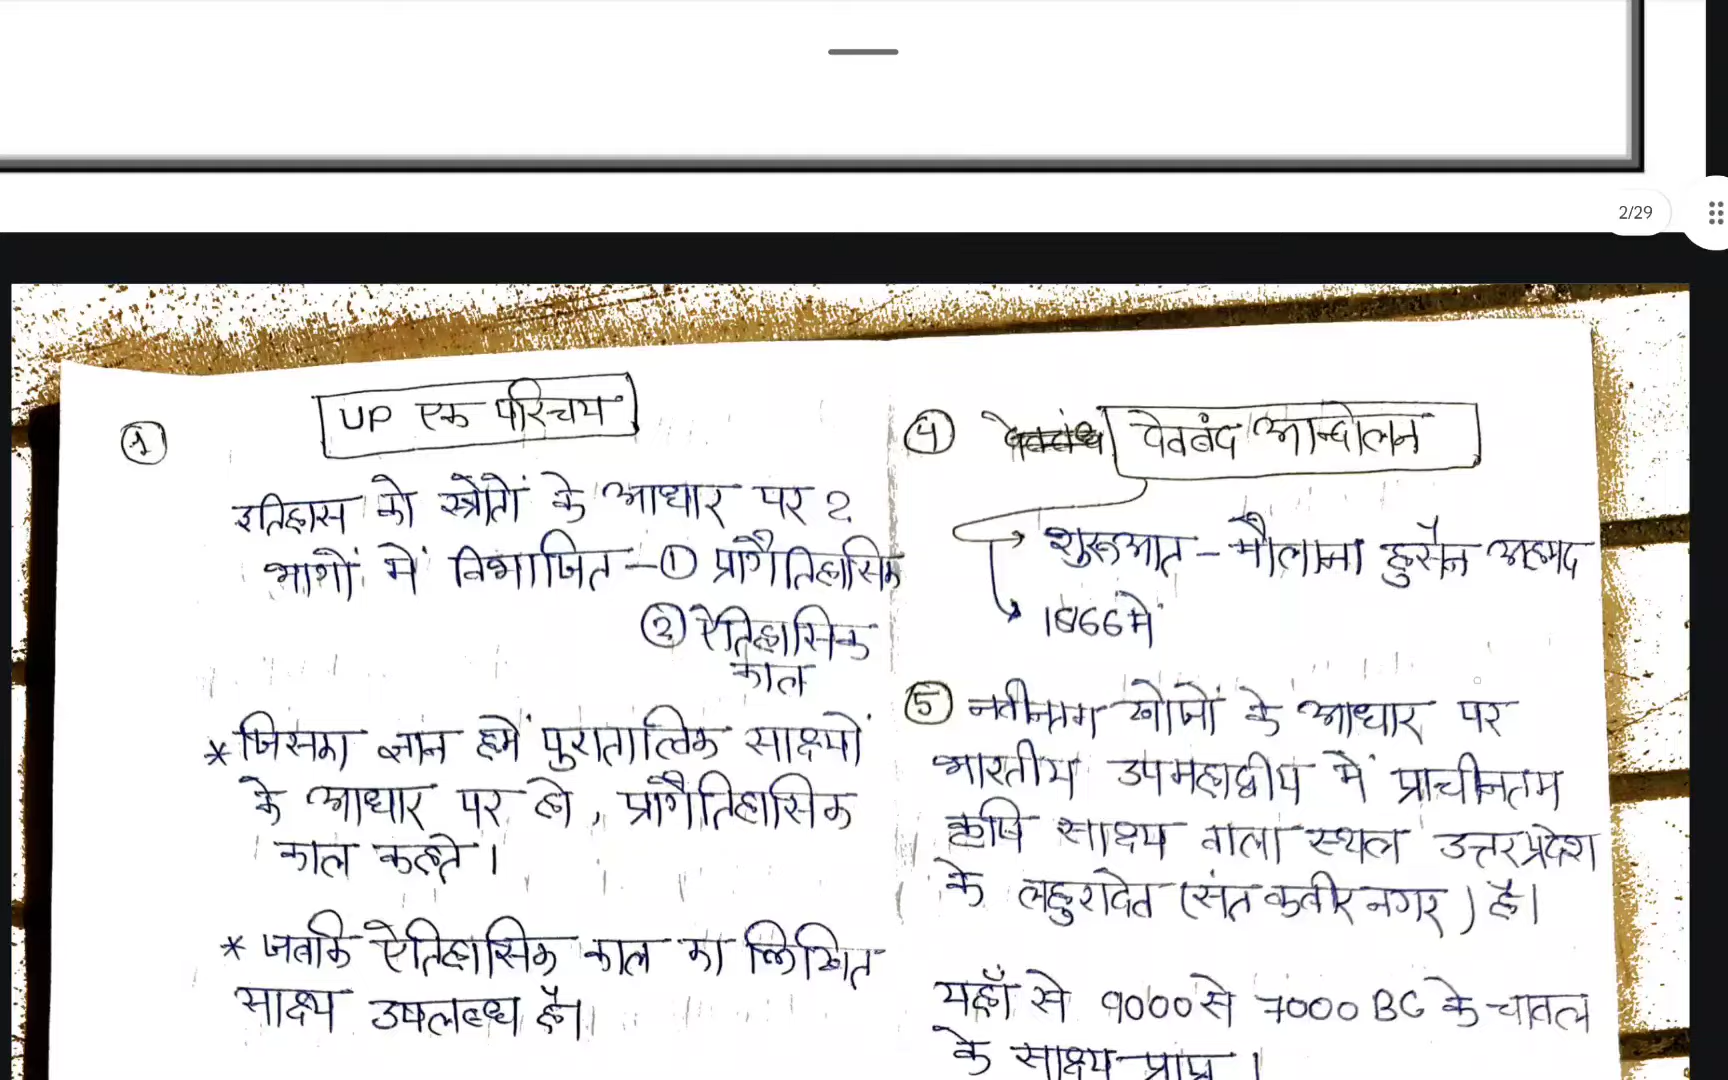 2/29
① UP एक परिचय
इतिहास को स्त्रोतों के आधार पर 2
भागों में विभाजित – ① प्रागैतिहासिक
② ऐतिहासिक
काल
* जिसका ज्ञान हमें पुरातात्विक साक्ष्यों
के आधार पर हो, प्रागैतिहासिक
काल कहते।
* जबकि ऐतिहासिक काल का लिखित
साक्ष्य उपलब्ध है।
④ देवबंद आन्दोलन
शुरूआत – मौलाना हुसैन अहमद
1866 में
⑤ नवीनतम खोजों के आधार पर
भारतीय उपमहाद्वीप में प्राचीनतम
कृषि साक्ष्य वाला स्थल उत्तरप्रदेश
के लहुरादेव (संत कबीर नगर) है।
यहाँ से 9000 से 7000 BC के चावल
के साक्ष्य प्राप्त।